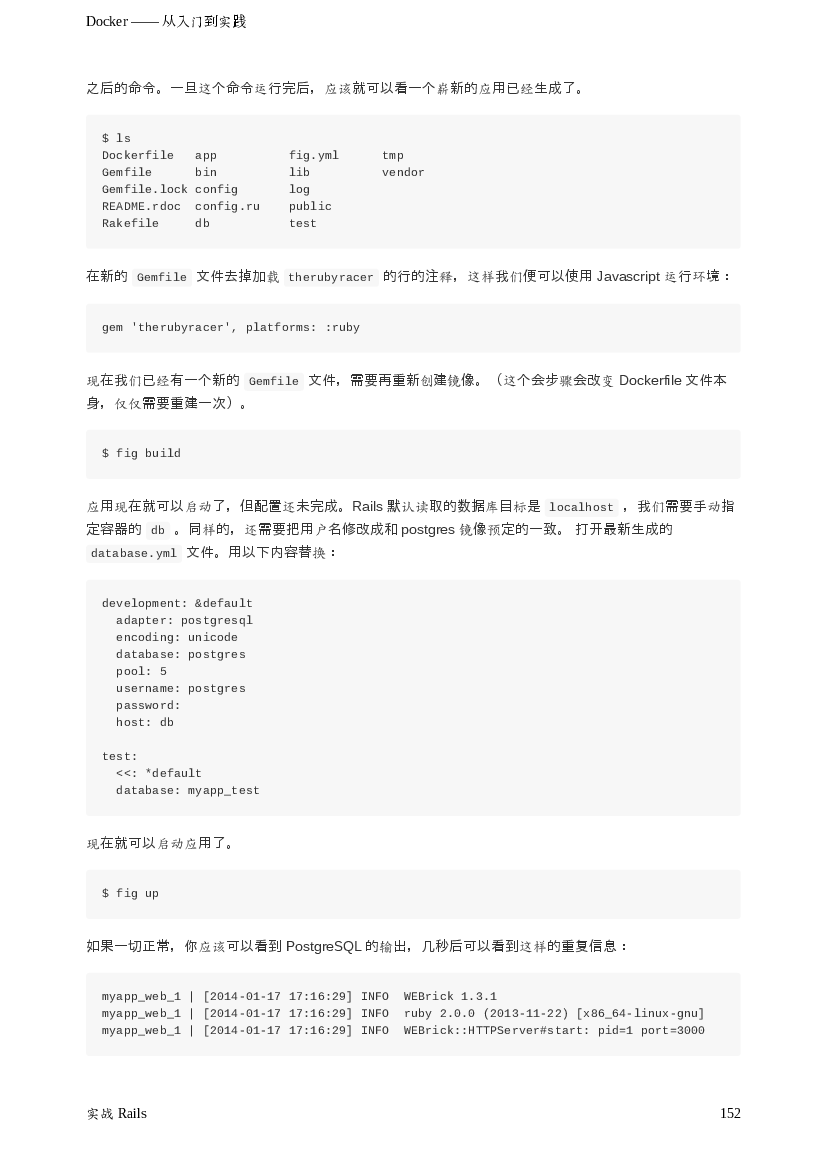 Docker —— 从入门到实践
之后的命令。一旦这个命令运行完后，应该就可以看一个崭新的应用已经生成了。
$ ls
Dockerfile   app          fig.yml      tmp
Gemfile      bin          lib          vendor
Gemfile.lock config       log
README.rdoc  config.ru    public
Rakefile     db           test
在新的 Gemfile 文件去掉加载 therubyracer 的行的注释，这样我们便可以使用 Javascript 运行环境：
gem 'therubyracer', platforms: :ruby
现在我们已经有一个新的 Gemfile 文件，需要再重新创建镜像。（这个会步骤会改变 Dockerfile 文件本
身，仅仅需要重建一次）。
$ fig build
应用现在就可以启动了，但配置还未完成。Rails 默认读取的数据库目标是 localhost ，我们需要手动指
定容器的 db 。同样的，还需要把用户名修改成和 postgres 镜像预定的一致。 打开最新生成的
database.yml 文件。用以下内容替换：
development: &default
  adapter: postgresql
  encoding: unicode
  database: postgres
  pool: 5
  username: postgres
  password:
  host: db
test:
  <<: *default
  database: myapp_test
现在就可以启动应用了。
$ fig up
如果一切正常，你应该可以看到 PostgreSQL 的输出，几秒后可以看到这样的重复信息：
myapp_web_1 | [2014-01-17 17:16:29] INFO  WEBrick 1.3.1
myapp_web_1 | [2014-01-17 17:16:29] INFO  ruby 2.0.0 (2013-11-22) [x86_64-linux-gnu]
myapp_web_1 | [2014-01-17 17:16:29] INFO  WEBrick::HTTPServer#start: pid=1 port=3000
实战 Rails 152